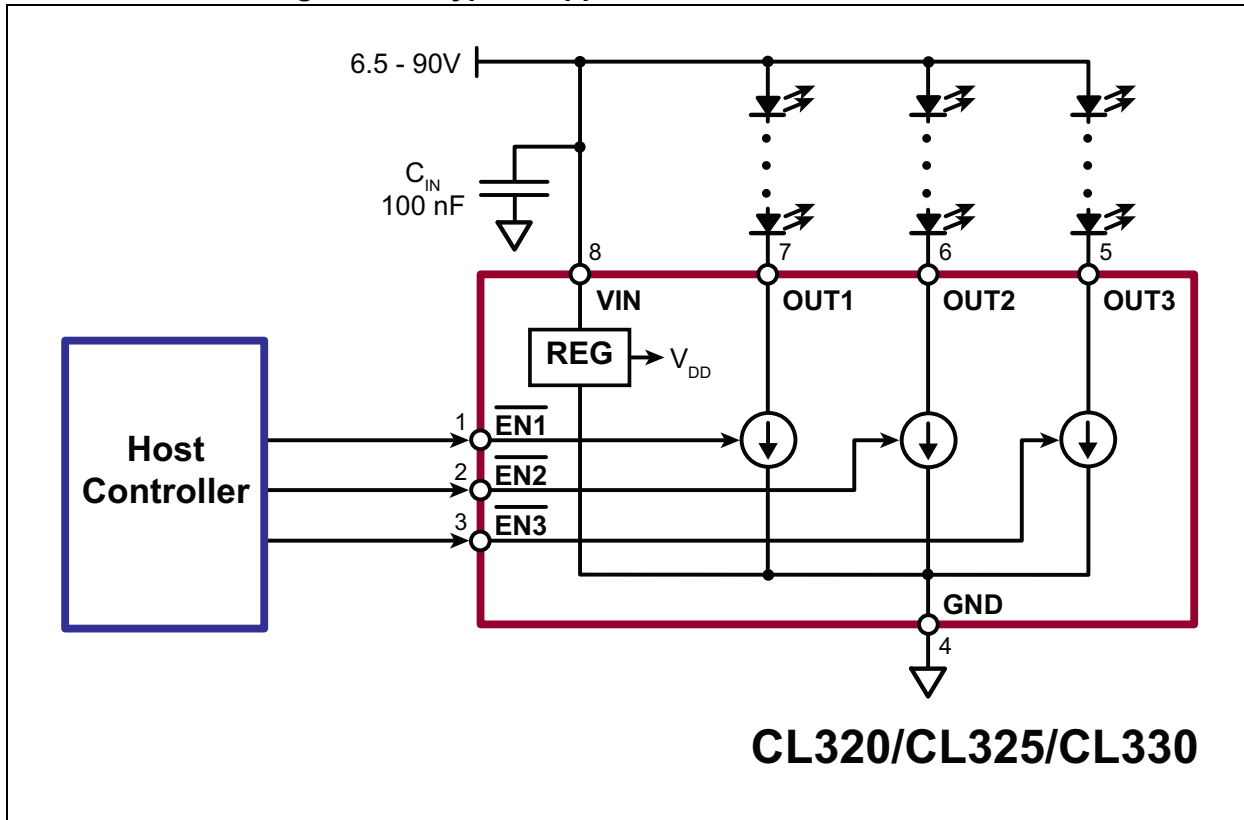 6.5 - 90V
C_IN
100 nF
8
7
6
5
VIN
OUT1
OUT2
OUT3
REG
V_DD
Host
Controller
1
EN1
2
EN2
3
EN3
GND
4
CL320/CL325/CL330